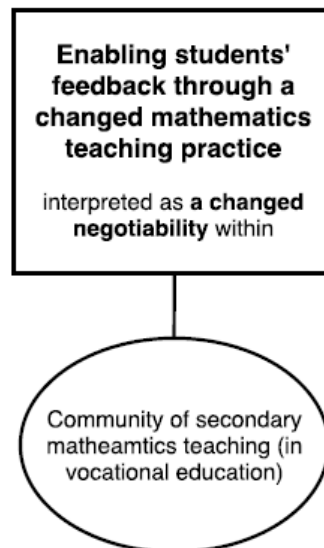 Enabling students'
feedback through a
changed mathematics
teaching practice
interpreted as a changed
negotiability within
Community of secondary
matheamtics teaching (in
vocational education)